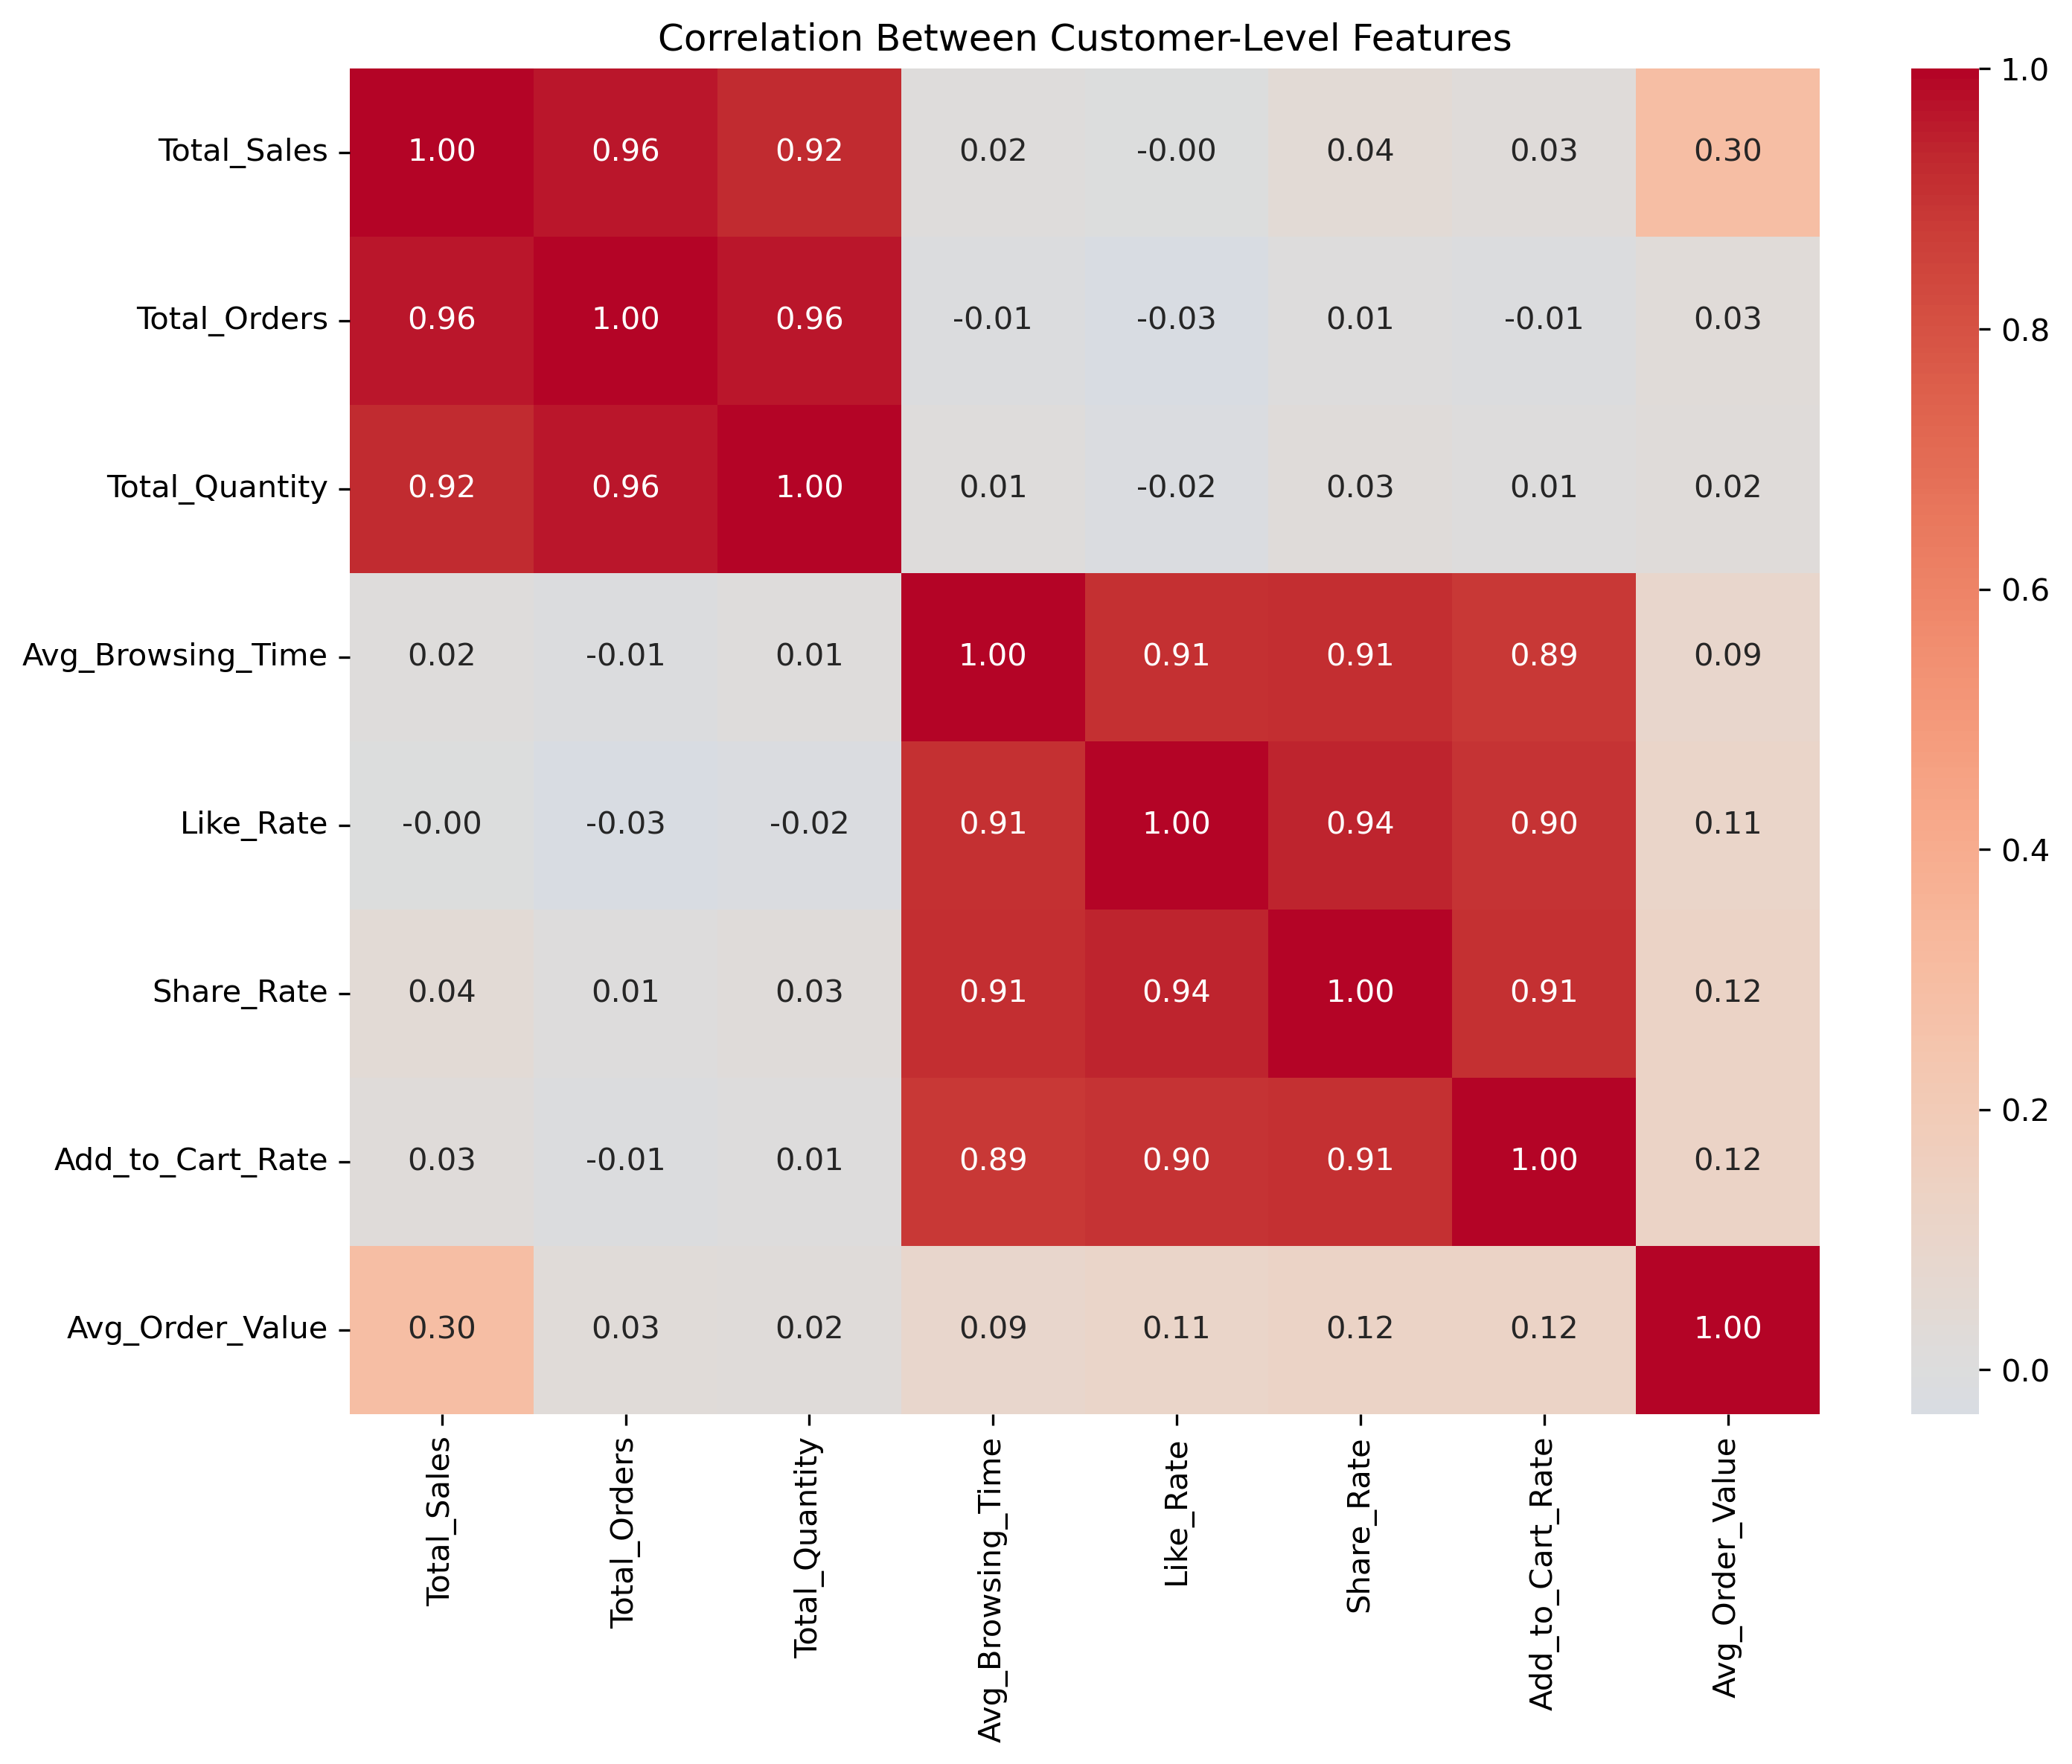 Correlation Between Customer-Level Features
Total_Sales 1.00 0.96 0.92 0.02 -0.00 0.04 0.03 0.30
Total_Orders 0.96 1.00 0.96 -0.01 -0.03 0.01 -0.01 0.03
Total_Quantity 0.92 0.96 1.00 0.01 -0.02 0.03 0.01 0.02
Avg_Browsing_Time 0.02 -0.01 0.01 1.00 0.91 0.91 0.89 0.09
Like_Rate -0.00 -0.03 -0.02 0.91 1.00 0.94 0.90 0.11
Share_Rate 0.04 0.01 0.03 0.91 0.94 1.00 0.91 0.12
Add_to_Cart_Rate 0.03 -0.01 0.01 0.89 0.90 0.91 1.00 0.12
Avg_Order_Value 0.30 0.03 0.02 0.09 0.11 0.12 0.12 1.00
Total_Sales
Total_Orders
Total_Quantity
Avg_Browsing_Time
Like_Rate
Share_Rate
Add_to_Cart_Rate
Avg_Order_Value
1.0
0.8
0.6
0.4
0.2
0.0